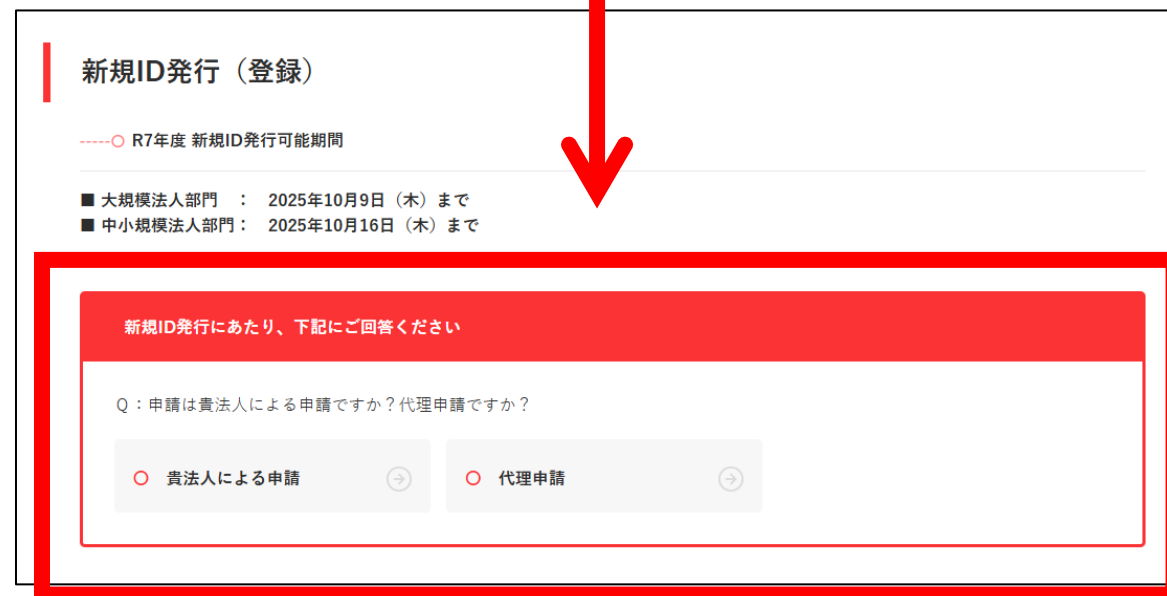 新規ID発行（登録）
R7年度 新規ID発行可能期間
■ 大規模法人部門 ： 2025年10月9日（木）まで
■ 中小規模法人部門： 2025年10月16日（木）まで
新規ID発行にあたり、下記にご回答ください
Q：申請は貴法人による申請ですか？代理申請ですか？
貴法人による申請
代理申請